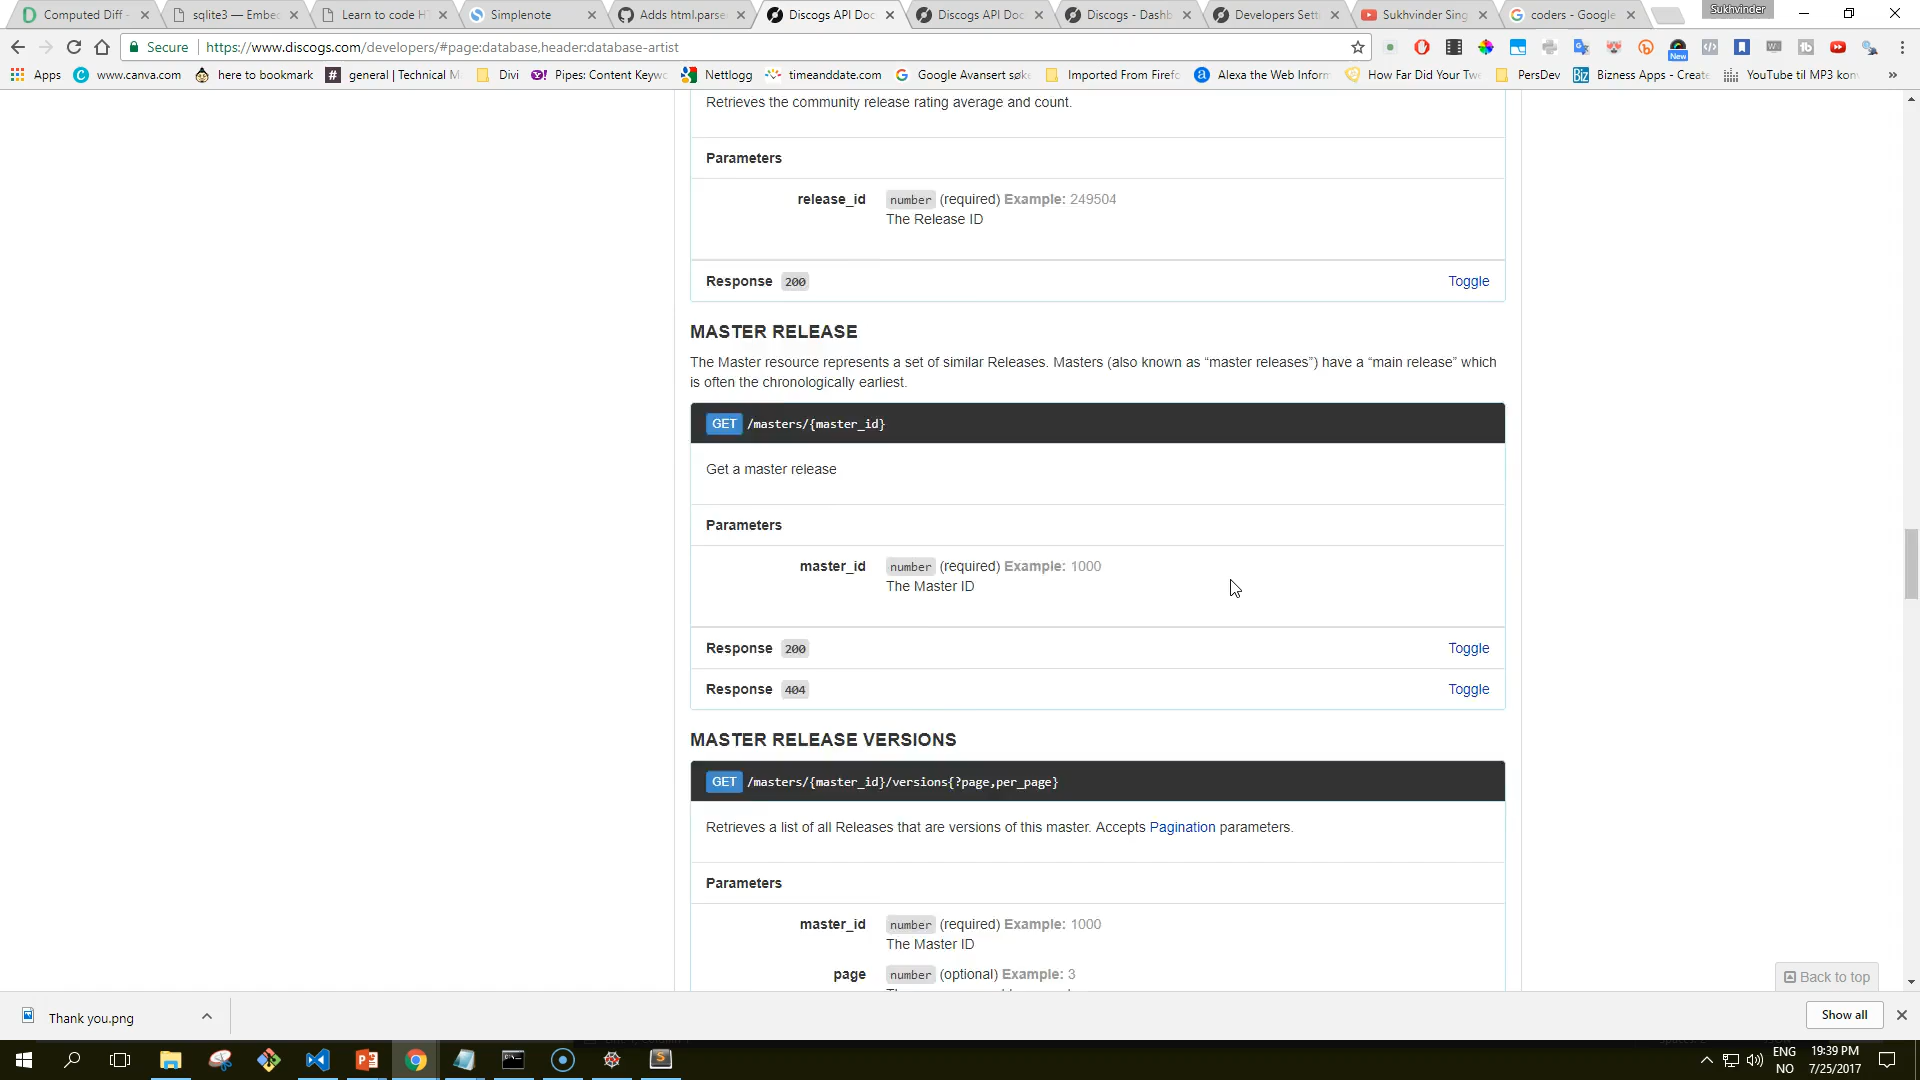 Computed Diff -
sqlite3 — Embed
Learn to code HT
Simplenote
Adds html.parse
Discogs API Doc
Discogs API Doc
Discogs - Dashb
Developers Sett
Sukhvinder Sing
coders - Google
Sukhvinder
Secure
https://www.discogs.com/developers/#page:database,header:database-artist
New
Apps
www.canva.com
here to bookmark
general | Technical M
Divi
Pipes: Content Keywo
Nettlogg
timeanddate.com
Google Avansert søk
Imported From Firefo
Alexa the Web Inform
How Far Did Your Tw
PersDev
Biz
Bizness Apps - Create
YouTube til MP3 kon
»
Retrieves the community release rating average and count.
Parameters
release_id number (required) Example: 249504
The Release ID
Response 200 Toggle
MASTER RELEASE
The Master resource represents a set of similar Releases. Masters (also known as “master releases”) have a “main release” which
is often the chronologically earliest.
GET /masters/{master_id}
Get a master release
Parameters
master_id number (required) Example: 1000
The Master ID
Response 200 Toggle
Response 404 Toggle
MASTER RELEASE VERSIONS
GET /masters/{master_id}/versions{?page,per_page}
Retrieves a list of all Releases that are versions of this master. Accepts Pagination parameters.
Parameters
master_id number (required) Example: 1000
The Master ID
page number (optional) Example: 3
Back to top
Thank you.png
Show all
ENG
NO
19:39 PM
7/25/2017